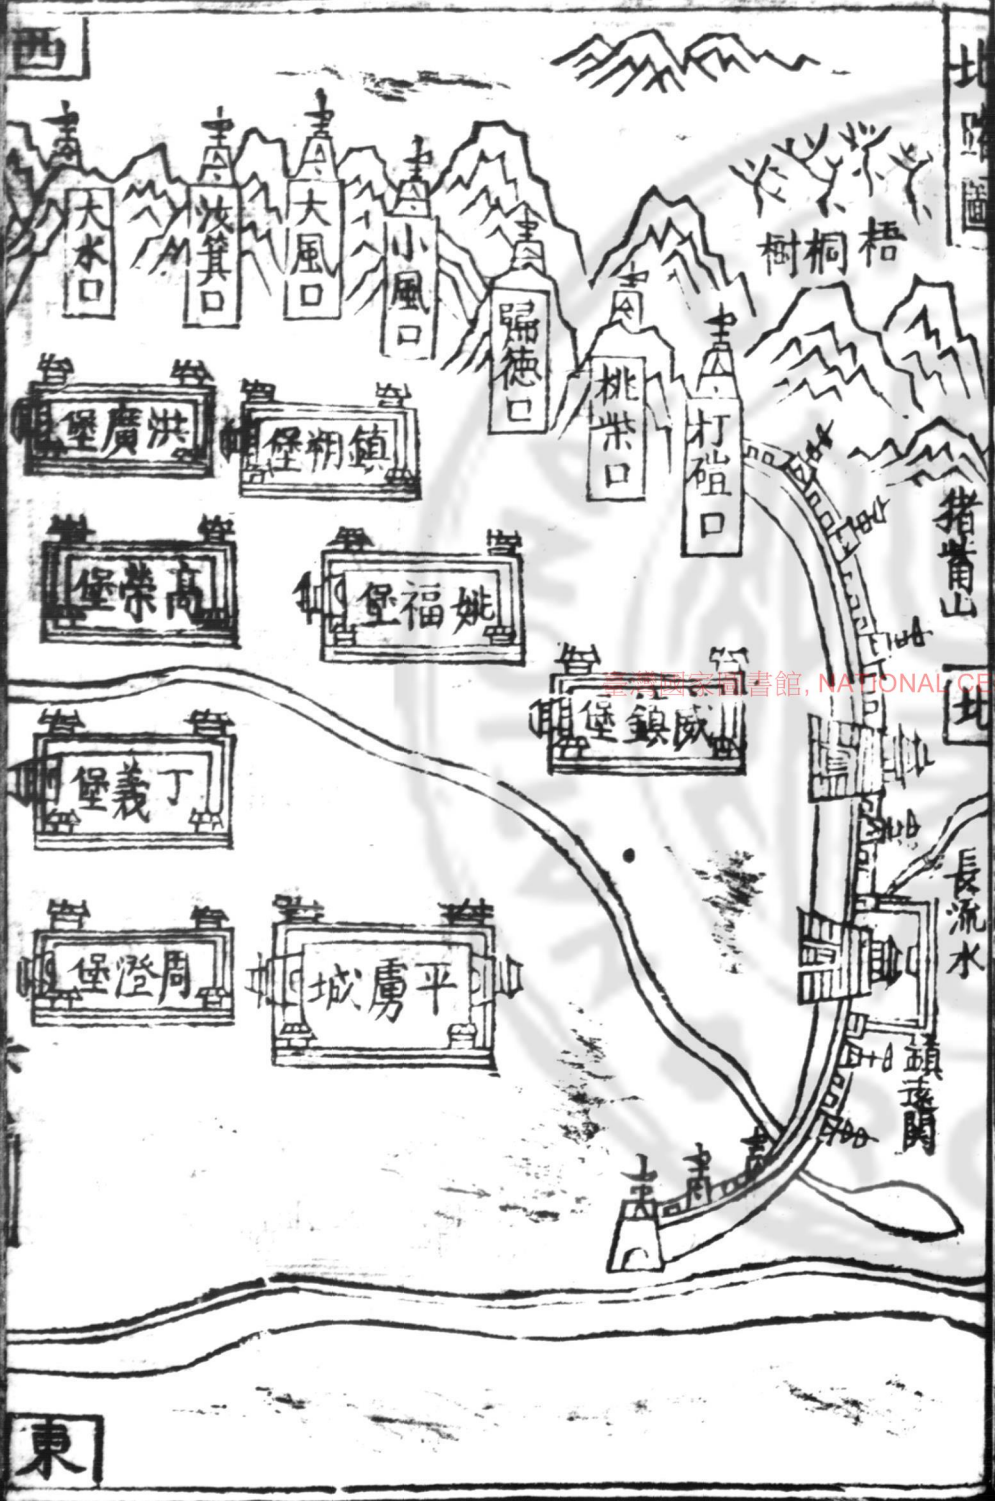 北路圖
西
梧桐樹
大水口
汝箕口
大風口
小風口
歸德口
桃柴口
打磑口
猪觜山
洪廣堡
鎮朔堡
高榮堡
姚福堡
威鎮堡
北
臺灣國家圖書館, NATIONAL CE
丁義堡
長流水
周澄堡
平虜城
鎮遠關
東